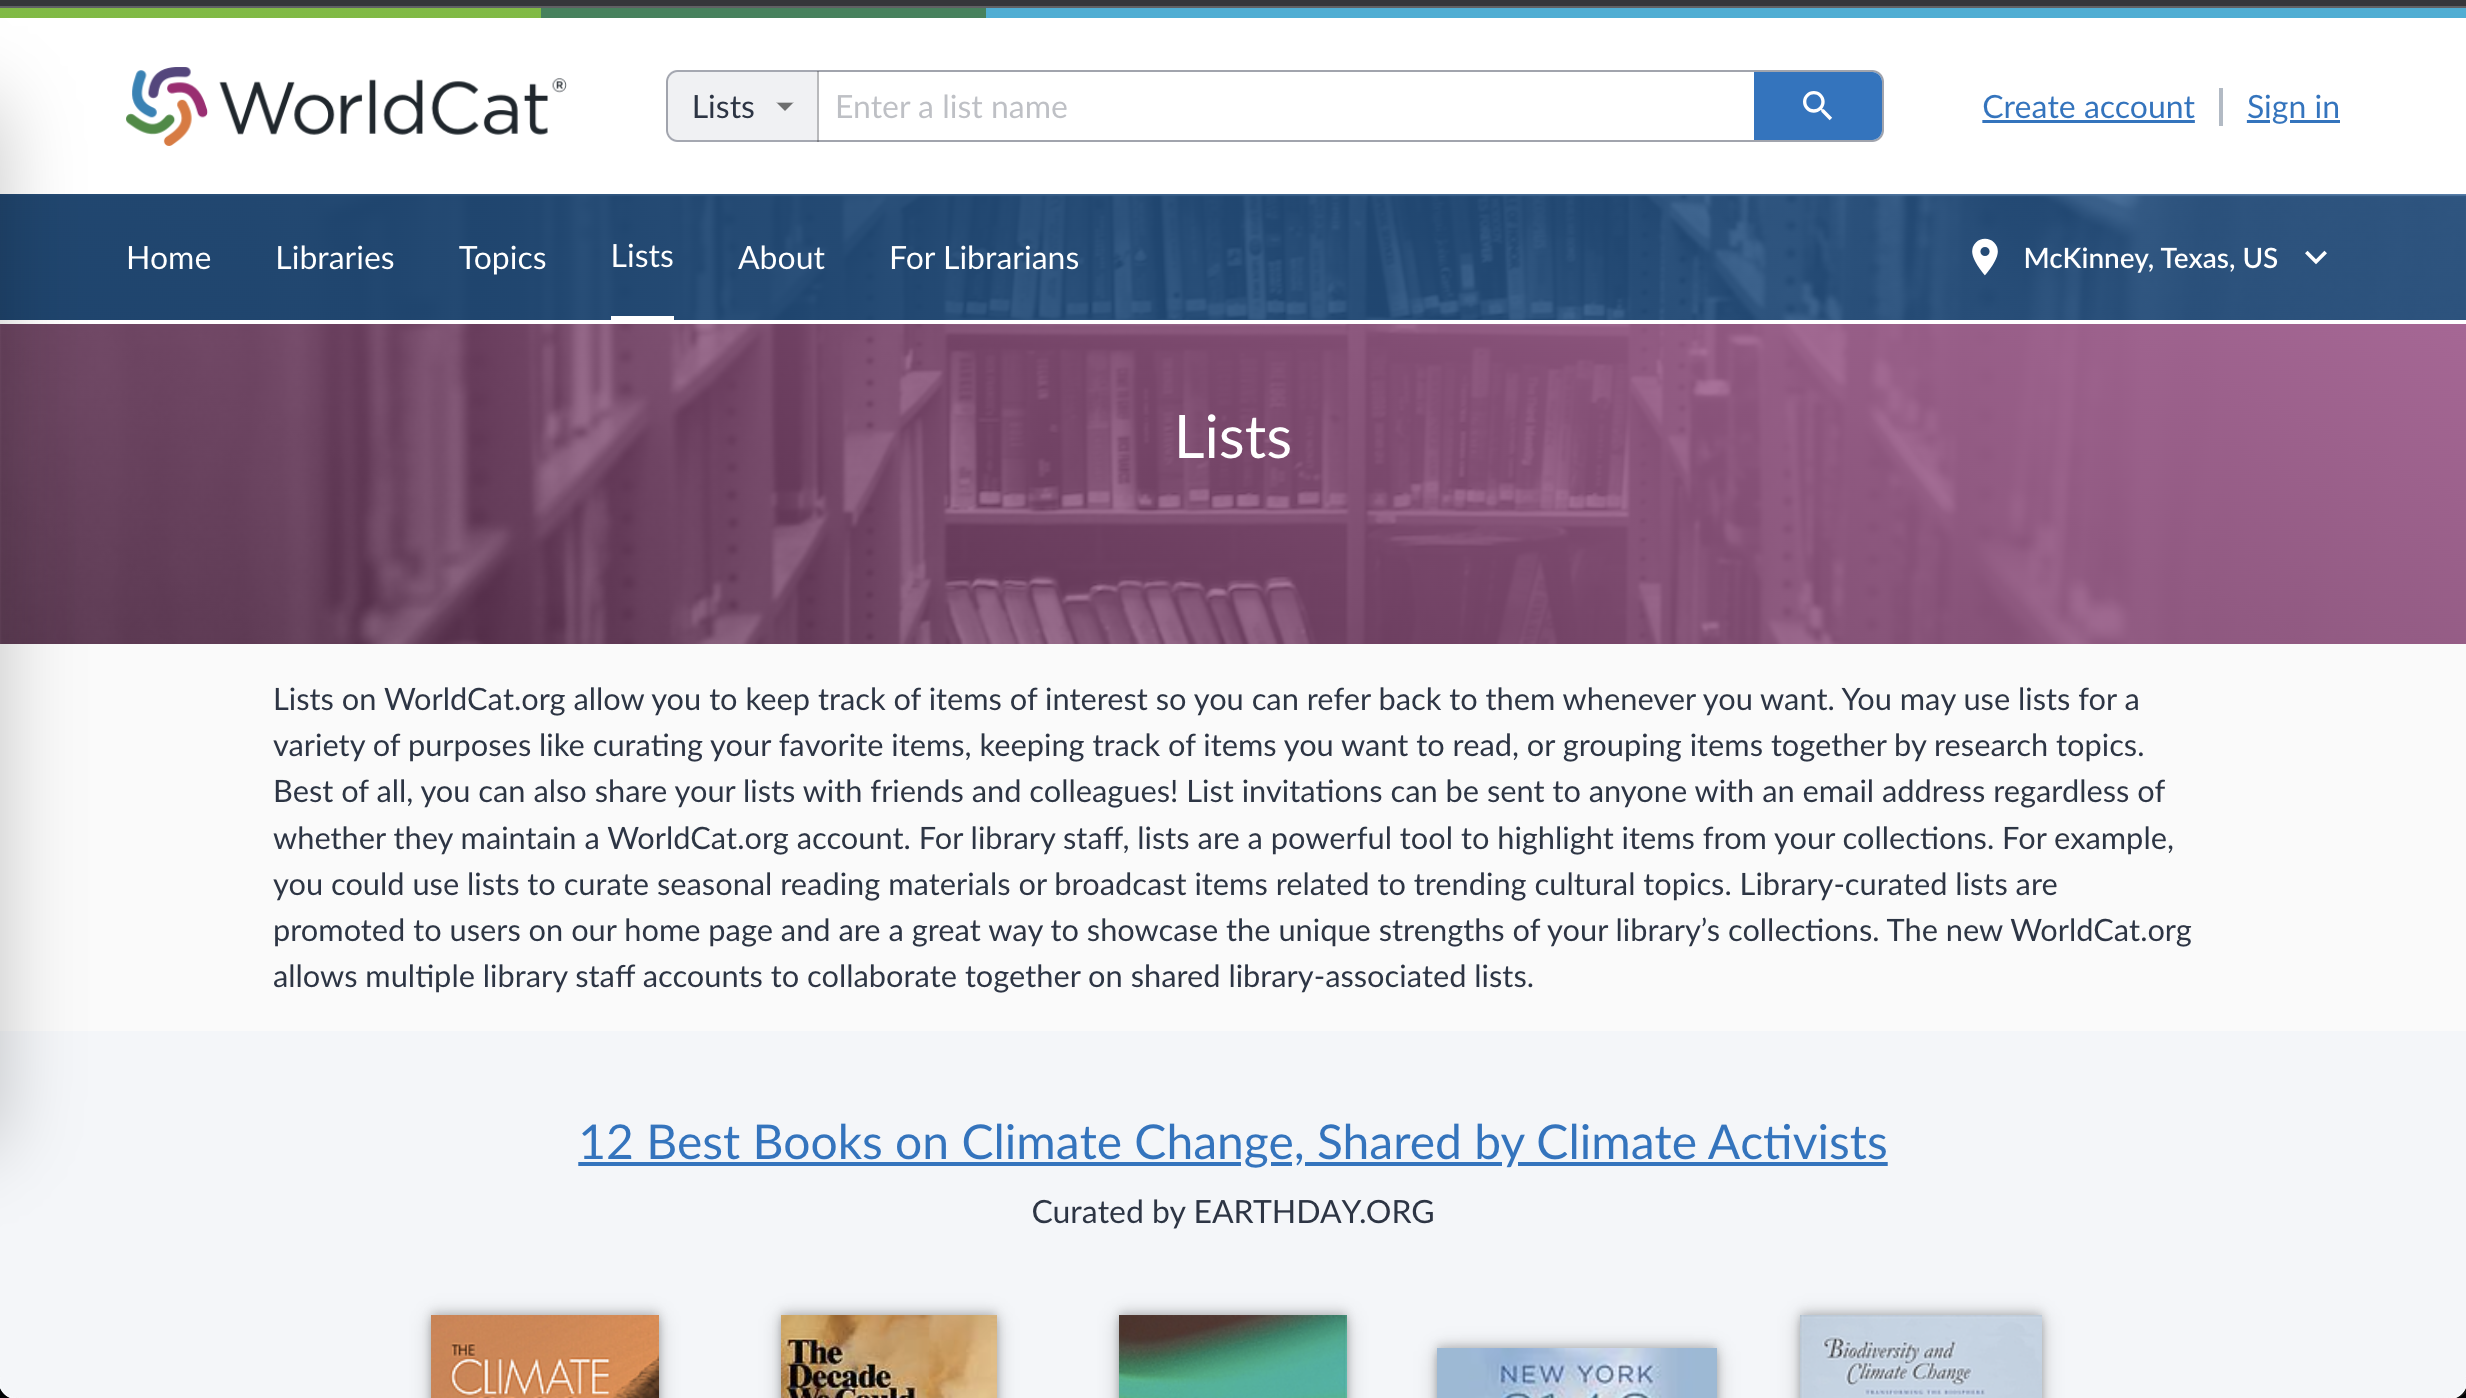 WorldCat®
Lists
Enter a list name
Create account
Sign in
Home
Libraries
Topics
Lists
About
For Librarians
McKinney, Texas, US
Lists
Lists on WorldCat.org allow you to keep track of items of interest so you can refer back to them whenever you want. You may use lists for a
variety of purposes like curating your favorite items, keeping track of items you want to read, or grouping items together by research topics.
Best of all, you can also share your lists with friends and colleagues! List invitations can be sent to anyone with an email address regardless of
whether they maintain a WorldCat.org account. For library staff, lists are a powerful tool to highlight items from your collections. For example,
you could use lists to curate seasonal reading materials or broadcast items related to trending cultural topics. Library-curated lists are
promoted to users on our home page and are a great way to showcase the unique strengths of your library’s collections. The new WorldCat.org
allows multiple library staff accounts to collaborate together on shared library-associated lists.
12 Best Books on Climate Change, Shared by Climate Activists
Curated by EARTHDAY.ORG
THE
CLIMATE
The
Decade
We Could
NEW YORK
Biodiversity and
Climate Change
TRANSFORMING THE BIOSPHERE